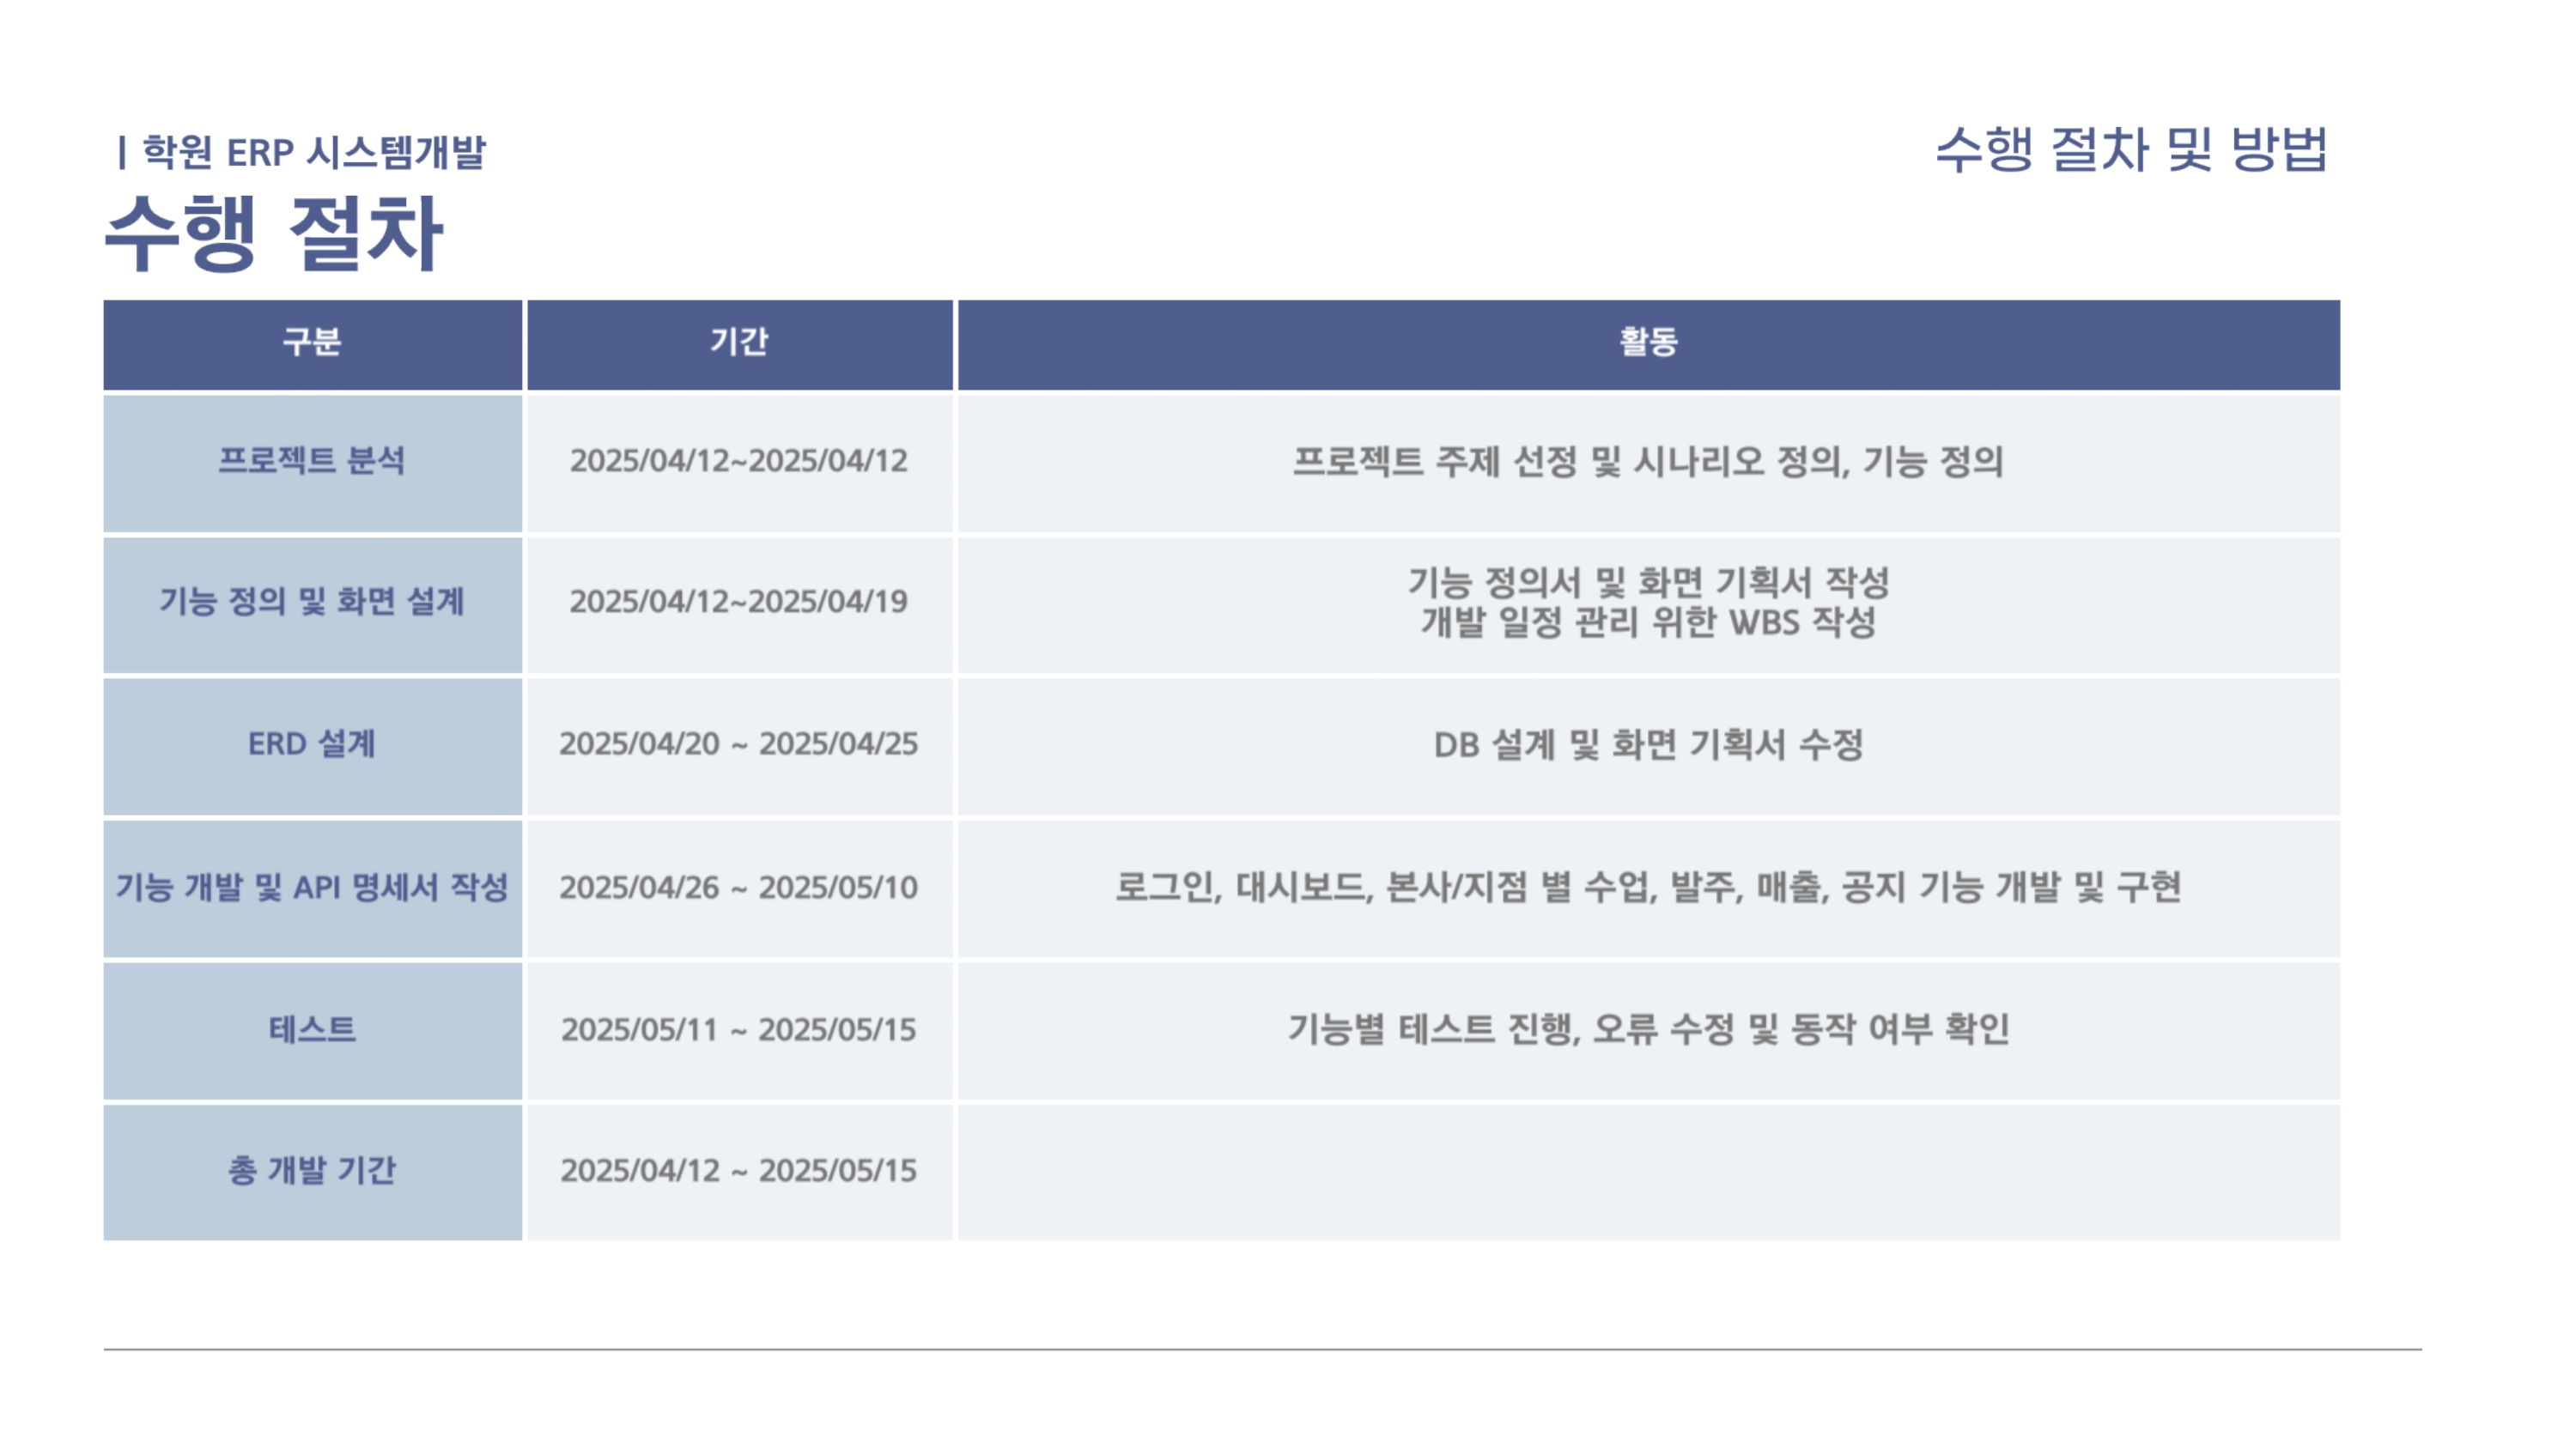 | 학원 ERP 시스템개발
수행 절차 및 방법
수행 절차
구분 기간 활동
프로젝트 분석 2025/04/12~2025/04/12 프로젝트 주제 선정 및 시나리오 정의, 기능 정의
기능 정의 및 화면 설계 2025/04/12~2025/04/19 기능 정의서 및 화면 기획서 작성
개발 일정 관리 위한 WBS 작성
ERD 설계 2025/04/20 ~ 2025/04/25 DB 설계 및 화면 기획서 수정
기능 개발 및 API 명세서 작성 2025/04/26 ~ 2025/05/10 로그인, 대시보드, 본사/지점 별 수업, 발주, 매출, 공지 기능 개발 및 구현
테스트 2025/05/11 ~ 2025/05/15 기능별 테스트 진행, 오류 수정 및 동작 여부 확인
총 개발 기간 2025/04/12 ~ 2025/05/15